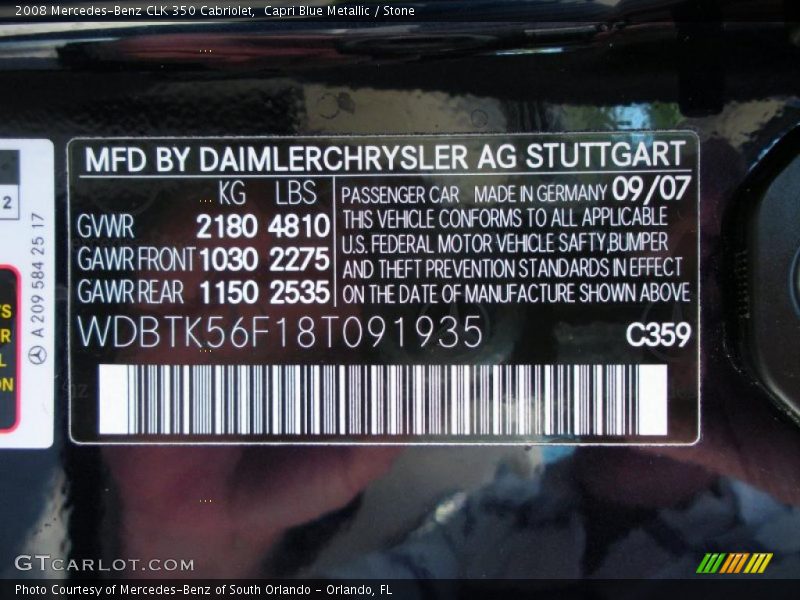 2008 Mercedes-Benz CLK 350 Cabriolet, Capri Blue Metallic / Stone
MFD BY DAIMLERCHRYSLER AG STUTTGART
KG LBS
GVWR 2180 4810
GAWR FRONT 1030 2275
GAWR REAR 1150 2535
PASSENGER CAR MADE IN GERMANY 09/07
THIS VEHICLE CONFORMS TO ALL APPLICABLE
U.S. FEDERAL MOTOR VEHICLE SAFTY,BUMPER
AND THEFT PREVENTION STANDARDS IN EFFECT
ON THE DATE OF MANUFACTURE SHOWN ABOVE
WDBTK56F18T091935
C359
2
A 209 584 25 17
GTCARLOT.COM
Photo Courtesy of Mercedes-Benz of South Orlando - Orlando, FL